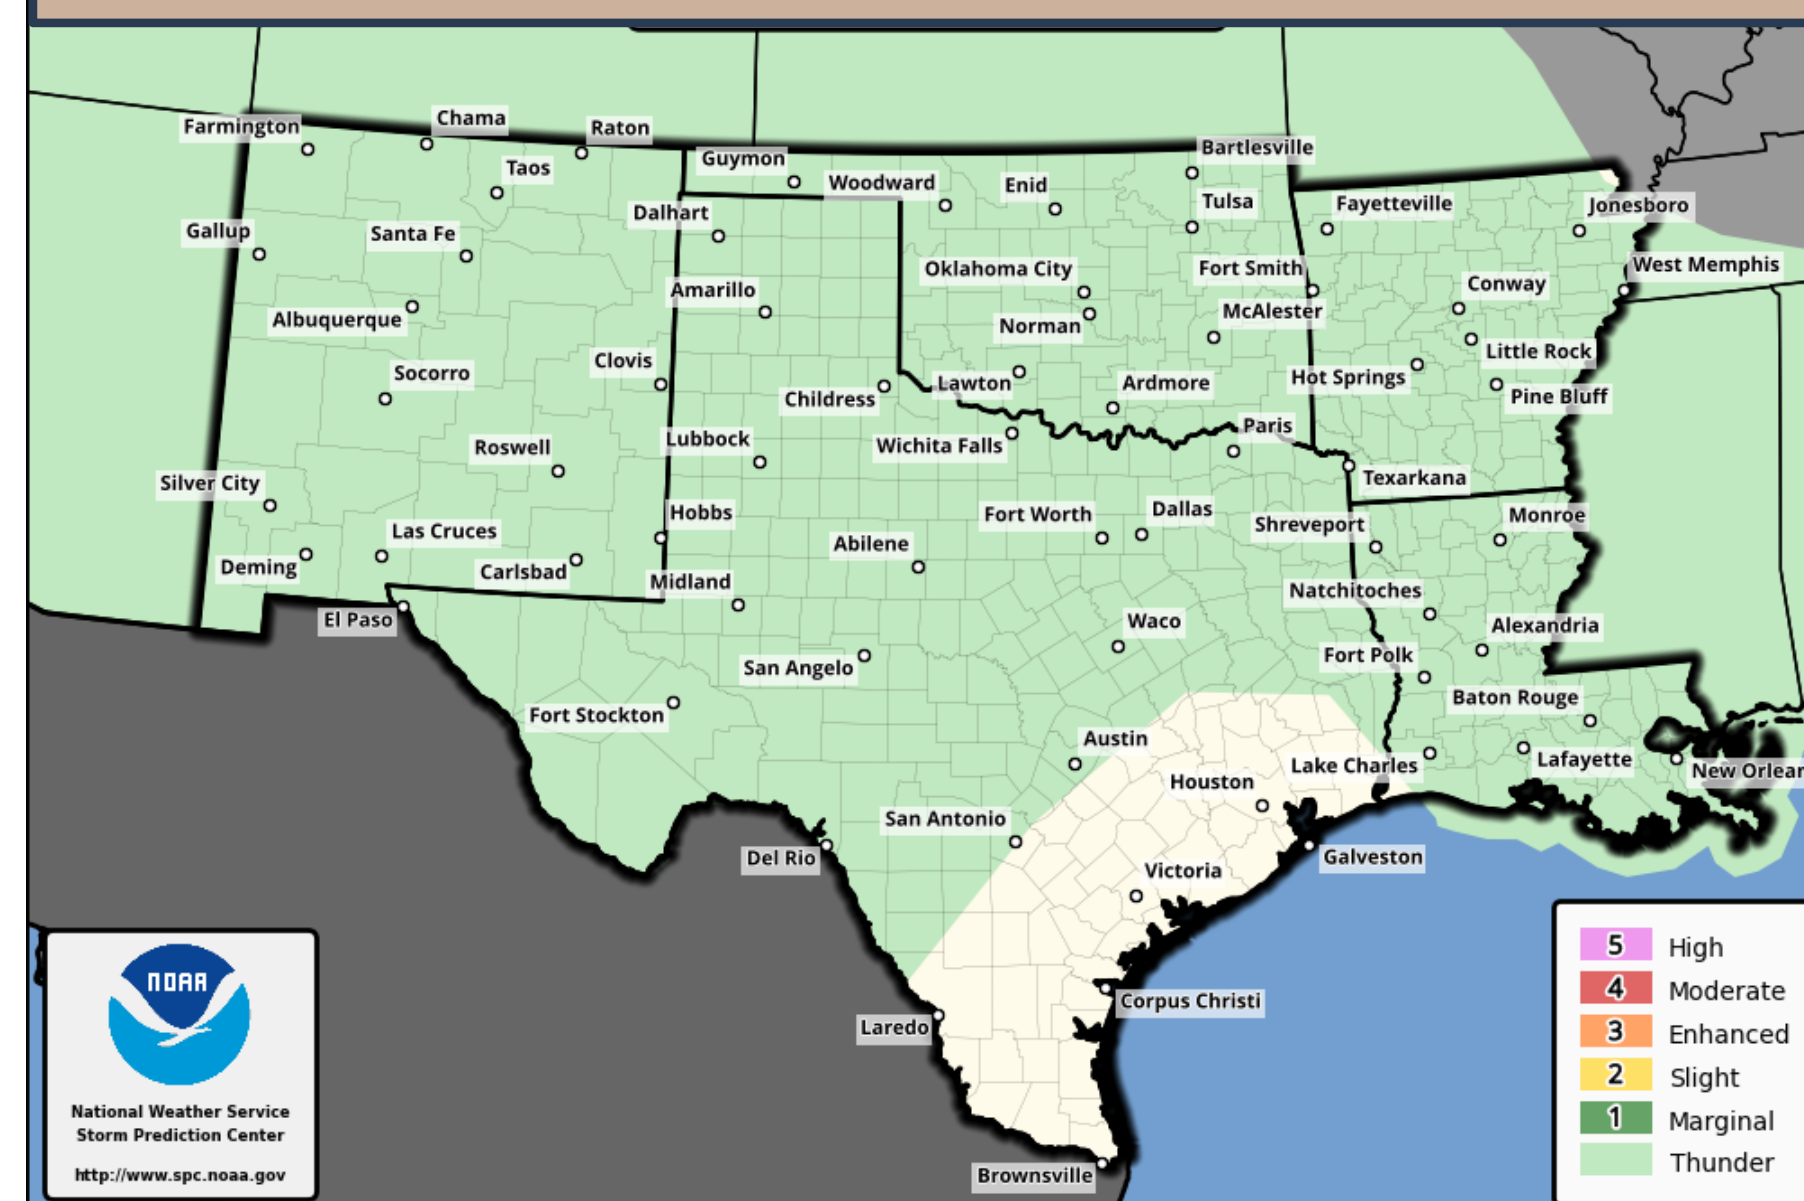 Farmington
Chama
Raton
Taos
Guymon
Woodward
Enid
Bartlesville
Tulsa
Fayetteville
Jonesboro
Dalhart
Gallup
Santa Fe
Oklahoma City
Fort Smith
West Memphis
Amarillo
Conway
Albuquerque
Norman
McAlester
Little Rock
Clovis
Socorro
Childress
Lawton
Ardmore
Hot Springs
Pine Bluff
Lubbock
Wichita Falls
Paris
Roswell
Silver City
Texarkana
Hobbs
Fort Worth
Dallas
Shreveport
Monroe
Las Cruces
Abilene
Deming
Carlsbad
Midland
Natchitoches
El Paso
Waco
Alexandria
San Angelo
Fort Polk
Baton Rouge
Fort Stockton
Austin
Lake Charles
Lafayette
New Orlean
Houston
San Antonio
Del Rio
Galveston
Victoria
Corpus Christi
Laredo
Brownsville
NOAA
National Weather Service
Storm Prediction Center
http://www.spc.noaa.gov
5 High
4 Moderate
3 Enhanced
2 Slight
1 Marginal
Thunder